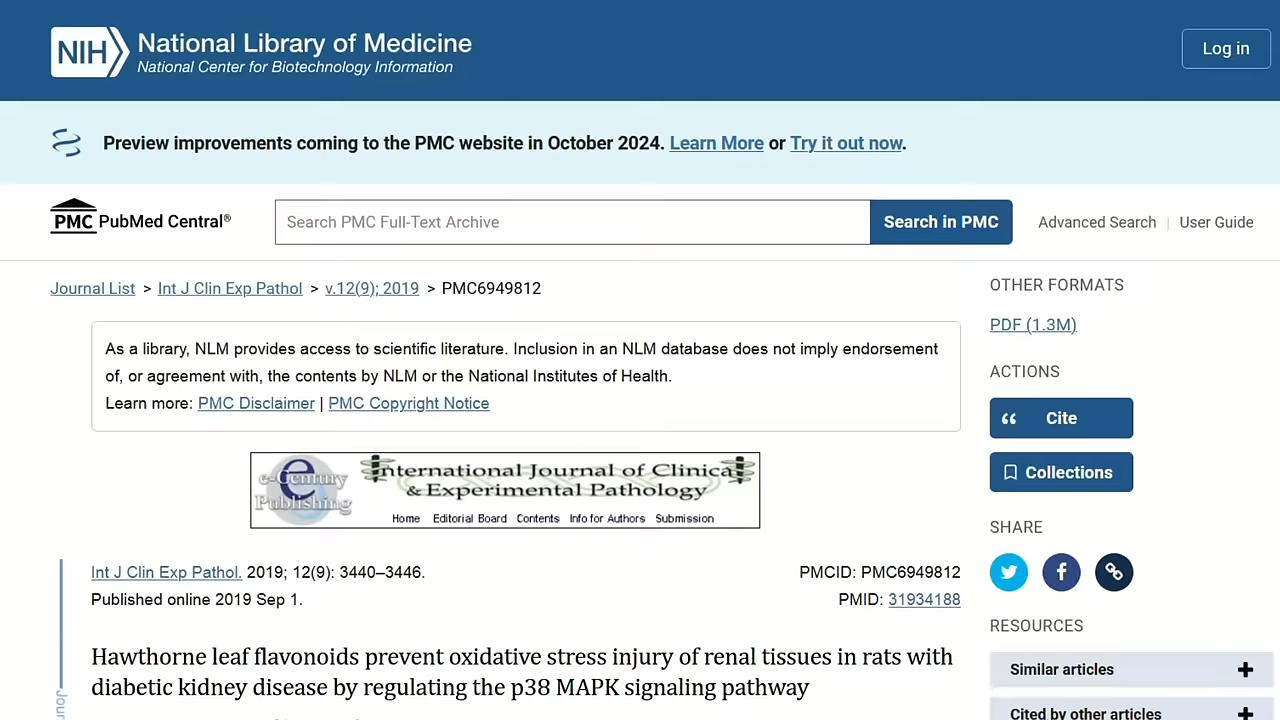 NIH National Library of Medicine
National Center for Biotechnology Information
Log in
Preview improvements coming to the PMC website in October 2024. Learn More or Try it out now.
PMC PubMed Central®
Search PMC Full-Text Archive
Search in PMC
Advanced Search | User Guide
Journal List > Int J Clin Exp Pathol > v.12(9); 2019 > PMC6949812
As a library, NLM provides access to scientific literature. Inclusion in an NLM database does not imply endorsement
of, or agreement with, the contents by NLM or the National Institutes of Health.
Learn more: PMC Disclaimer | PMC Copyright Notice
e-Century
Publishing
International Journal of Clinical
& Experimental Pathology
Home Editorial Board Contents Info for Authors Submission
Int J Clin Exp Pathol. 2019; 12(9): 3440–3446.
Published online 2019 Sep 1.
PMCID: PMC6949812
PMID: 31934188
Hawthorne leaf flavonoids prevent oxidative stress injury of renal tissues in rats with
diabetic kidney disease by regulating the p38 MAPK signaling pathway
OTHER FORMATS
PDF (1.3M)
ACTIONS
Cite
Collections
SHARE
RESOURCES
Similar articles
Cited by other articles